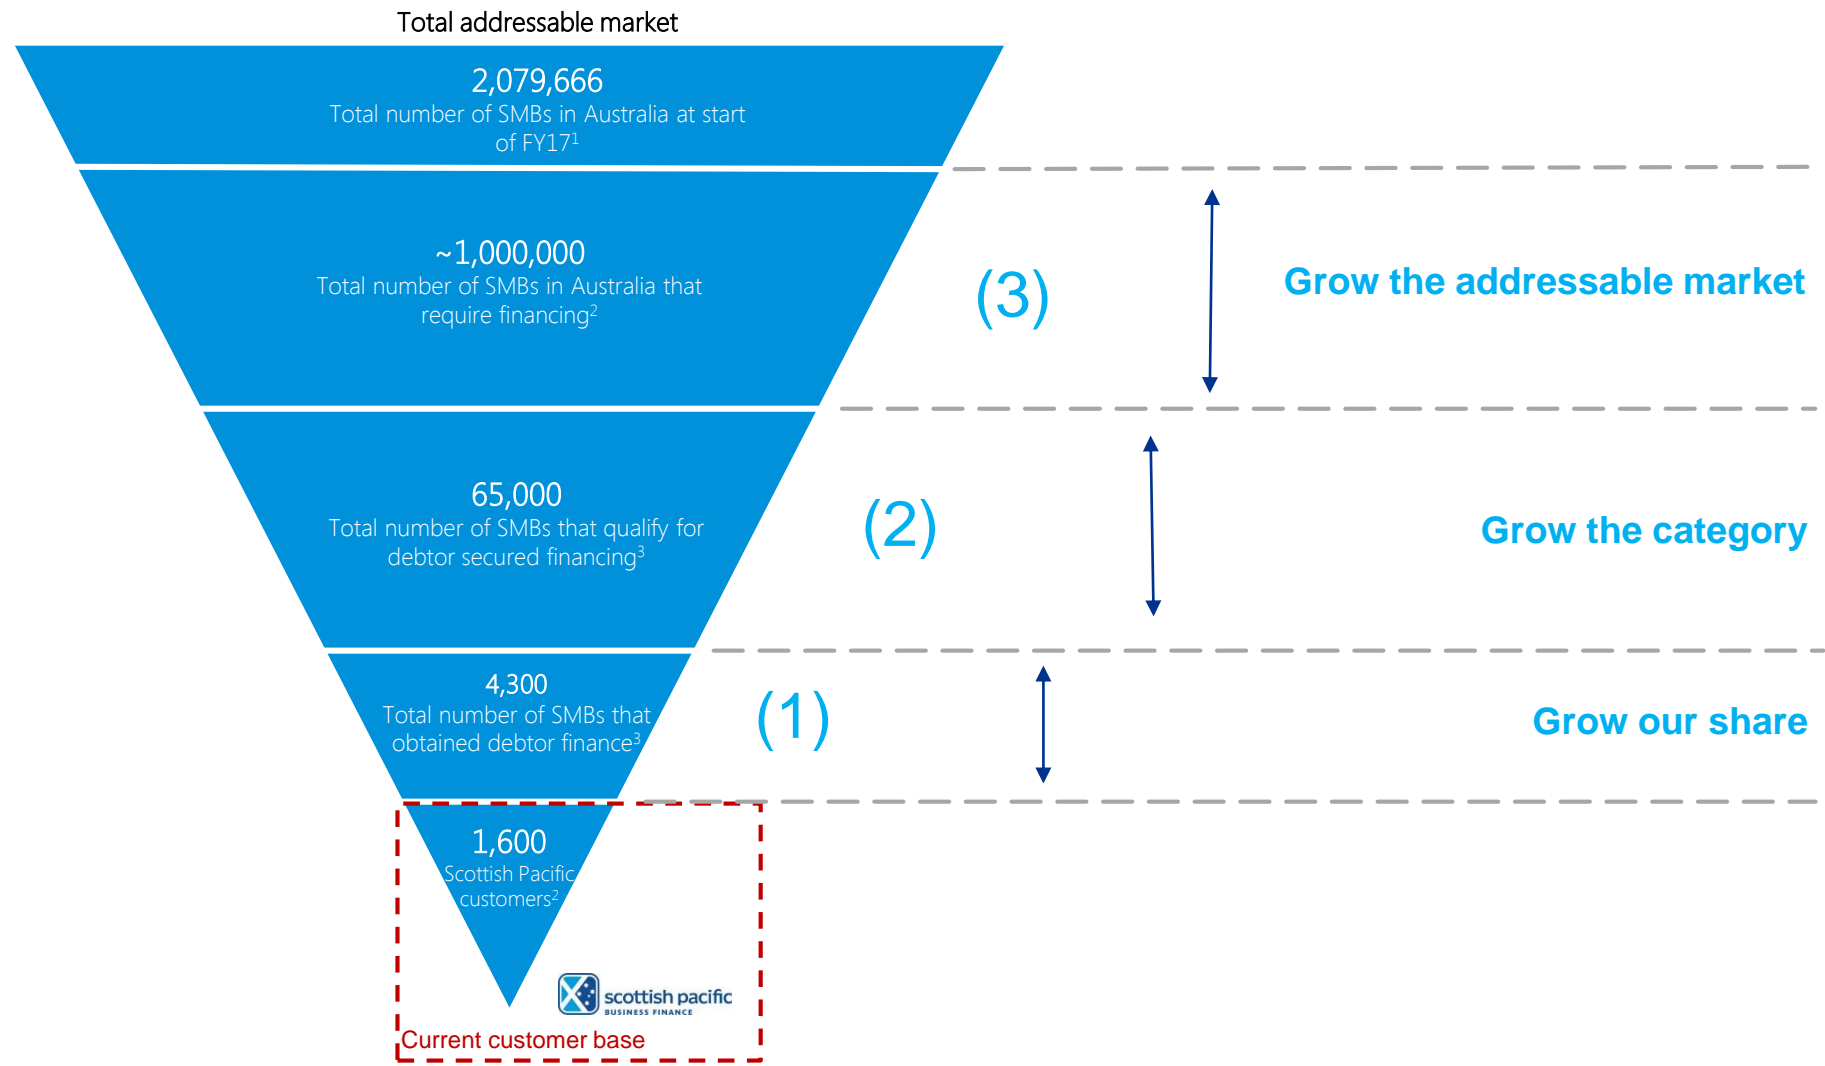 Total addressable market
2,079,666
Total number of SMBs in Australia at start
of FY17¹
~1,000,000
Total number of SMBs in Australia that
require financing²
(3)
Grow the addressable market
65,000
Total number of SMBs that qualify for
debtor secured financing³
(2)
Grow the category
4,300
Total number of SMBs that
obtained debtor finance³
(1)
Grow our share
1,600
Scottish Pacific
customers²
scottish pacific
BUSINESS FINANCE
Current customer base